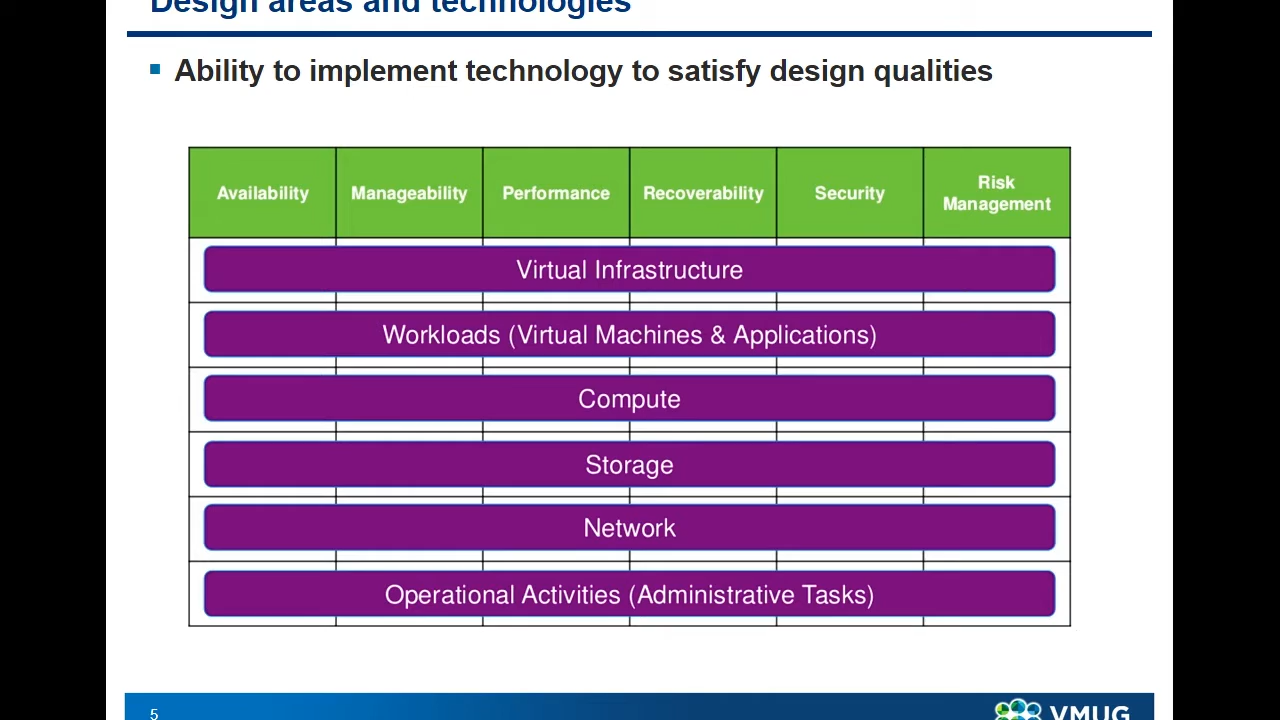 Design areas and technologies
Ability to implement technology to satisfy design qualities
Availability
Manageability
Performance
Recoverability
Security
Risk
Management
Virtual Infrastructure
Workloads (Virtual Machines & Applications)
Compute
Storage
Network
Operational Activities (Administrative Tasks)
5
VMUG